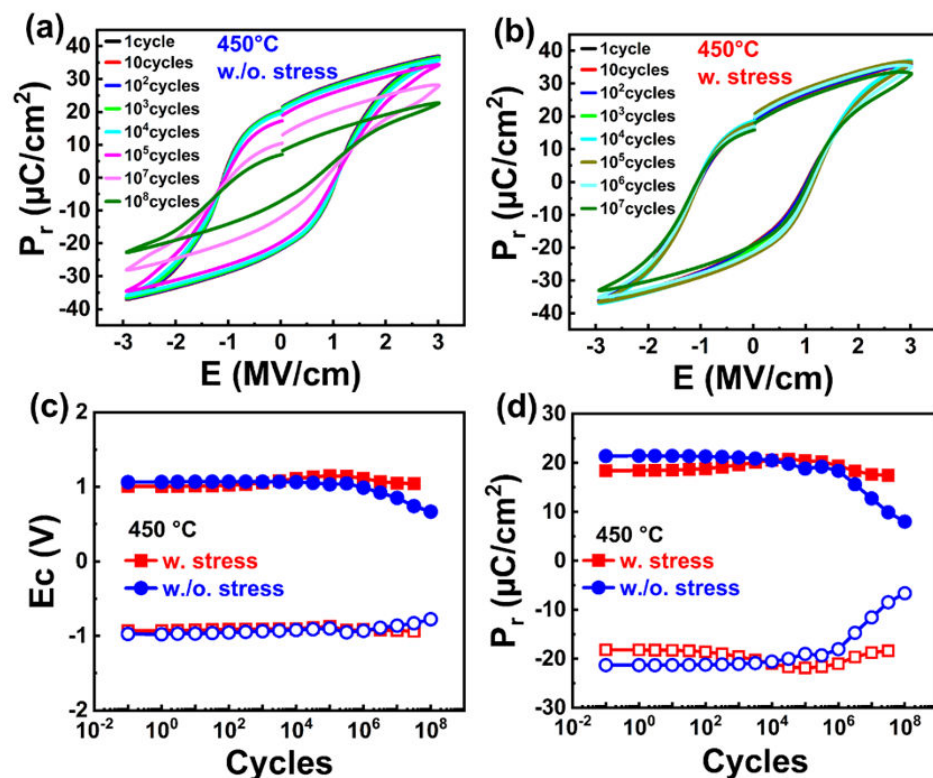 (a)
450°C
w./o. stress
1cycle
10cycles
10²cycles
10³cycles
10⁴cycles
10⁵cycles
10⁷cycles
10⁸cycles
40
30
20
10
0
-10
-20
-30
-40
Pr (µC/cm²)
-3 -2 -1 0 1 2 3
E (MV/cm)
(b)
450°C
w. stress
1cycle
10cycles
10²cycles
10³cycles
10⁴cycles
10⁵cycles
10⁶cycles
10⁷cycles
40
30
20
10
0
-10
-20
-30
-40
Pr (µC/cm²)
-3 -2 -1 0 1 2 3
E (MV/cm)
(c)
2
1
0
-1
-2
Ec (V)
450 °C
w. stress
w./o. stress
10⁻² 10⁰ 10² 10⁴ 10⁶ 10⁸
Cycles
(d)
30
20
10
0
-10
-20
-30
Pr (µC/cm²)
450 °C
w. stress
w./o. stress
10⁻² 10⁰ 10² 10⁴ 10⁶ 10⁸
Cycles